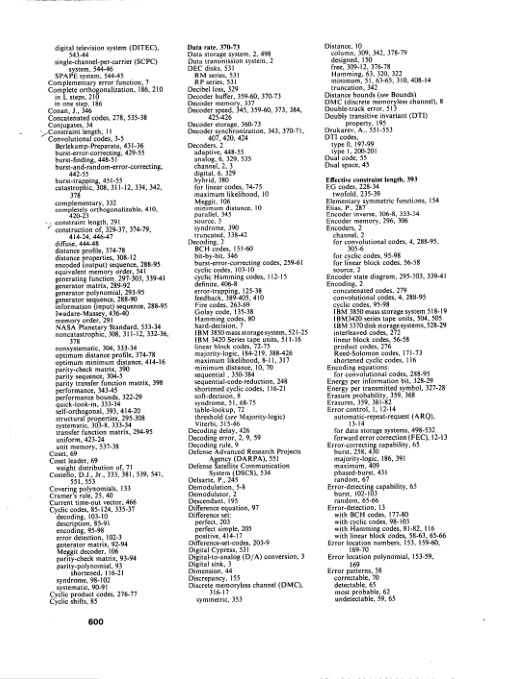 digital television system (DITEC),
543-44
single-channel-per-carrier (SCPC)
system, 544-46
SPADE system, 544-45
Complementary error function, 7
Complete orthogonalization, 186, 210
in L steps, 210
in one step, 186
Conan, J., 346
Concatenated codes, 278, 535-38
Conjugates, 34
Constraint length, 11
Convolutional codes, 3-5
Berlekamp-Preparata, 431-36
burst-error-correcting, 429-55
burst-finding, 448-51
burst-and-random-error-correcting,
442-55
burst-trapping, 451-55
catastrophic, 308, 311-12, 334, 342,
378
complementary, 332
completely orthogonalizable, 410,
420-23
constraint length, 291
construction of, 329-37, 374-79,
414-24, 446-47
diffuse, 444-48
distance profile, 374-78
distance properties, 308-12
encoded (output) sequence, 288-95
equivalent memory order, 541
generating function, 297-303, 339-41
generator matrix, 289-92
generator polynomial, 293-95
generator sequence, 288-90
information (input) sequence, 288-95
Iwadare-Massey, 436-40
memory order, 291
NASA Planetary Standard, 533-34
noncatastrophic, 308, 311-12, 332-36,
378
nonsystematic, 304, 333-34
optimum distance profile, 374-78
optimum minimum distance, 414-16
parity-check matrix, 390
parity sequence, 304-5
parity transfer function matrix, 398
performance, 343-45
performance bounds, 322-29
quick-look-in, 333-34
self-orthogonal, 393, 414-20
structural properties, 295-308
systematic, 303-8, 333-34
transfer function matrix, 294-95
uniform, 423-24
unit memory, 537-38
Coset, 69
Coset leader, 69
weight distribution of, 71
Costello, D.J., Jr., 333, 381, 539, 541,
551, 553
Covering polynomials, 133
Cramer's rule, 25, 40
Current time-out vector, 466
Cyclic codes, 85-124, 335-37
decoding, 103-10
description, 85-91
encoding, 95-98
error detection, 102-3
generator matrix, 92-94
Meggitt decoder, 106
parity-check matrix, 93-94
parity-polynomial, 93
shortened, 116-21
syndrome, 98-102
systematic, 90-91
Cyclic product codes, 276-77
Cyclic shifts, 85
Data rate, 370-73
Data storage system, 2, 498
Data transmission system, 2
DEC disks, 531
RM series, 531
RP series, 531
Decibel loss, 329
Decoder buffer, 359-60, 370-73
Decoder memory, 337
Decoder speed, 345, 359-60, 373, 384,
425-426
Decoder storage, 360-73
Decoder synchronization, 343, 370-71,
407, 420, 424
Decoders, 2
adaptive, 448-55
analog, 6, 329, 535
channel, 2, 3
digital, 6, 329
hybrid, 380
for linear codes, 74-75
maximum likelihood, 10
Meggitt, 106
minimum distance, 10
parallel, 345
source, 3
syndrome, 390
truncated, 338-42
Decoding, 2
BCH codes, 151-60
bit-by-bit, 346
burst-error-correcting codes, 259-61
cyclic codes, 103-10
cyclic Hamming codes, 112-15
definite, 406-8
error-trapping, 125-38
feedback, 389-405, 410
Fire codes, 263-69
Golay code, 135-38
Hamming codes, 80
hard-decision, 7
IBM 3850 mass storage system, 521-25
IBM 3420 Series tape units, 511-16
linear block codes, 72-75
majority-logic, 184-219, 388-426
maximum likelihood, 8-11, 317
minimum distance, 10, 70
sequential, 350-384
sequential-code-reduction, 248
shortened cyclic codes, 116-21
soft-decision, 8
syndrome, 51, 68-75
table-lookup, 72
threshold (see Majority-logic)
Viterbi, 315-46
Decoding delay, 426
Decoding error, 2, 9, 59
Decoding rule, 9
Defense Advanced Research Projects
Agency (DARPA), 551
Defense Satellite Communication
System (DSCS), 534
Delsarte, P., 245
Demodulation, 5-8
Demodulator, 2
Descendant, 195
Difference equation, 97
Difference set:
perfect, 203
perfect simple, 205
positive, 414-17
Difference-set-codes, 203-9
Digital Cypress, 531
Digital-to-analog (D/A) conversion, 3
Digital sink, 3
Dimension, 44
Discrepancy, 155
Discrete memoryless channel (DMC),
316-17
symmetric, 353
Distance, 10
column, 309, 342, 378-79
designed, 150
free, 309-12, 376-78
Hamming, 63, 320, 322
minimum, 51, 63-65, 310, 408-14
truncation, 342
Distance bounds (see Bounds)
DMC (discrete memoryless channel), 8
Double-track error, 513
Doubly transitive invariant (DTI)
property, 195
Drukarev, A., 551-553
DTI codes,
type 0, 197-99
type 1, 200-201
Dual code, 55
Dual space, 45
Effective constraint length, 393
EG codes, 228-34
twofold, 235-39
Elementary symmetric functions, 154
Elias, P., 287
Encoder inverse, 306-8, 333-34
Encoder memory, 296, 306
Encoders, 2
channel, 2
for convolutional codes, 4, 288-95,
305-6
for cyclic codes, 95-98
for linear block codes, 56-58
source, 2
Encoder state diagram, 295-303, 339-41
Encoding, 2
concatenated codes, 279
convolutional codes, 4, 288-95
cyclic codes, 95-98
IBM 3850 mass storage system 518-19
IBM3420 series tape units, 504, 505
IBM 3370 disk storage systems, 528-29
interleaved codes, 272
linear block codes, 56-58
product codes, 276
Reed-Solomon codes, 171-73
shortened cyclic codes, 116
Encoding equations:
for convolutional codes, 288-95
Energy per information bit, 328-29
Energy per transmitted symbol, 327-28
Erasure probability, 359, 368
Erasures, 359, 381-82
Error control, 1, 12-14
automatic-repeat-request (ARQ),
13-14
for data storage systems, 498-532
forward error correction (FEC), 12-13
Error-correcting capability, 65
burst, 258, 430
majority-logic, 186, 391
maximum, 409
phased-burst, 431
random, 67
Error-detecting capability, 65
burst, 102-103
random, 65-66
Error-detection, 13
with BCH codes, 177-80
with cyclic codes, 98-103
with Hamming codes, 81-82, 116
with linear block codes, 58-63, 65-66
Error location numbers, 153, 159-60,
169-70
Error location polynomial, 153-59,
169
Error patterns, 58
correctable, 70
detectable, 65
most probable, 62
undetectable, 59, 65
600